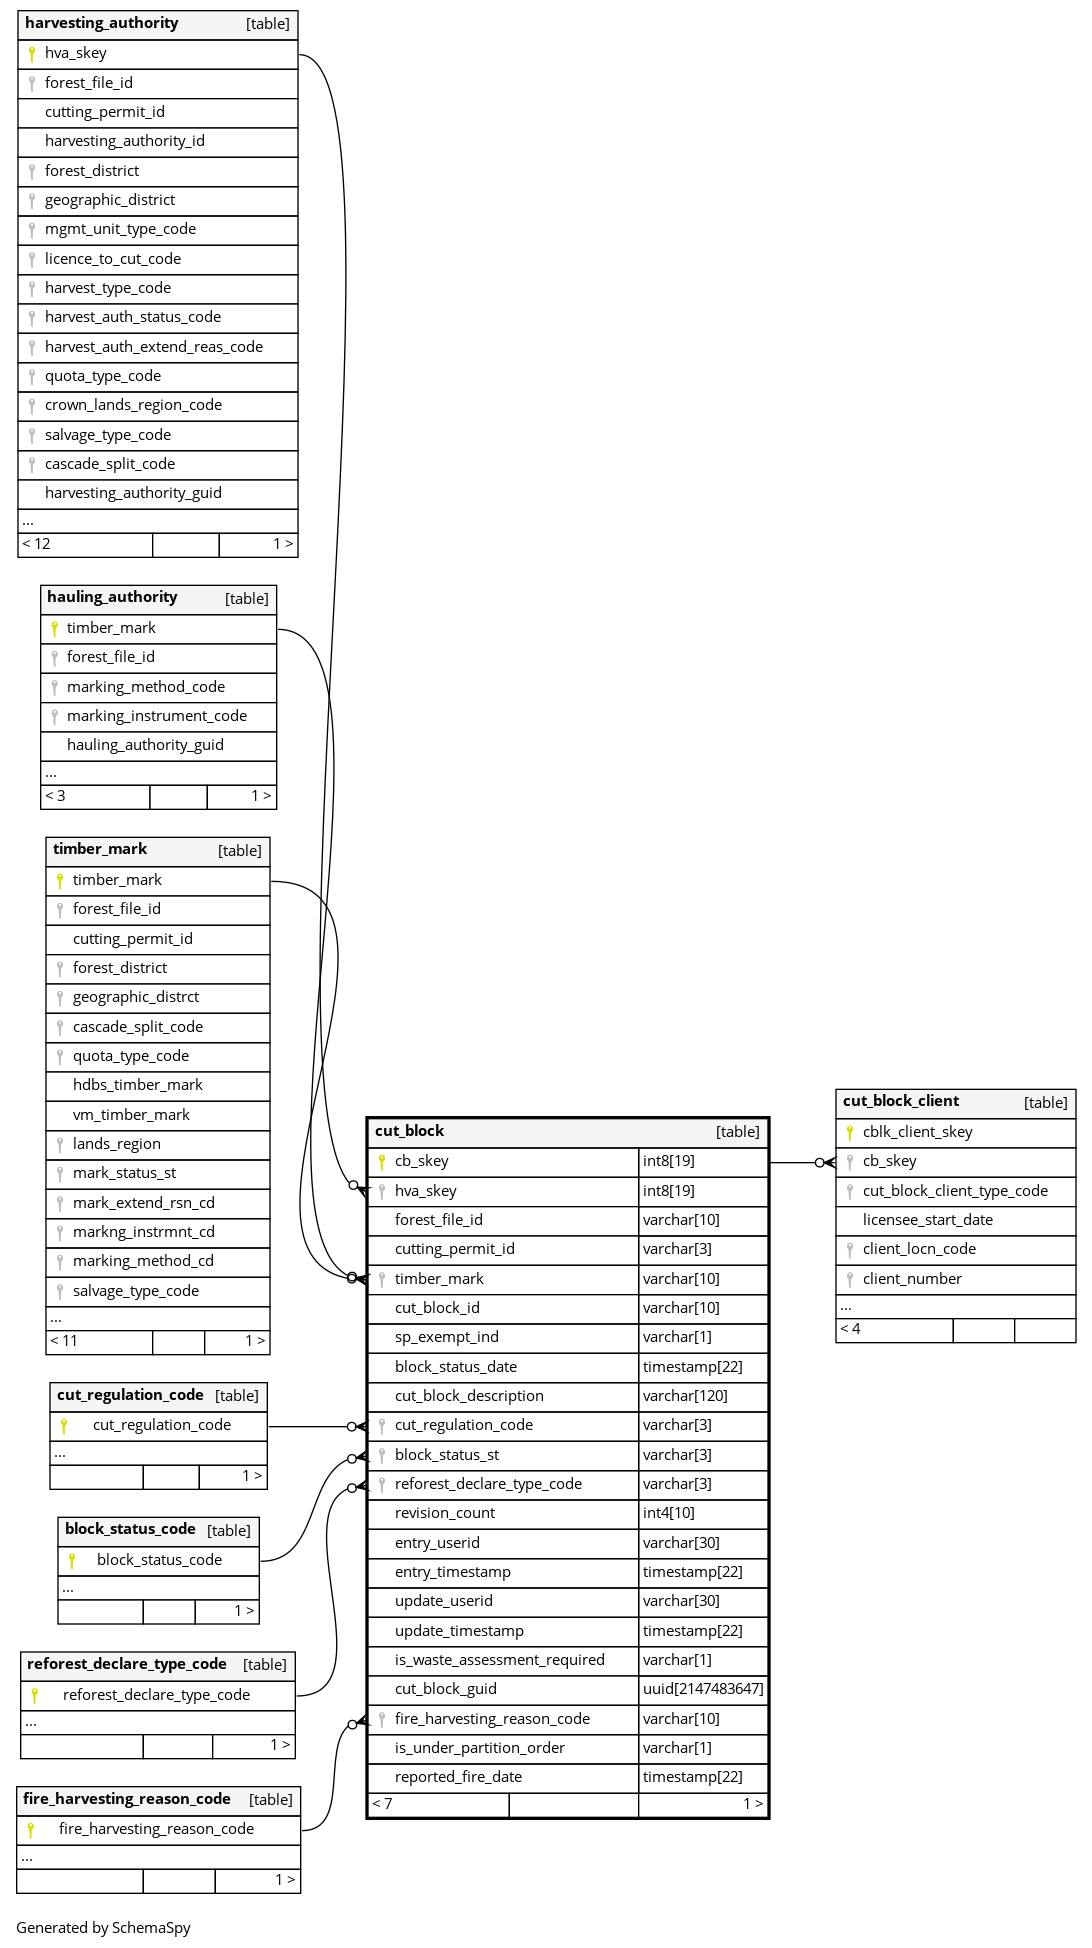 harvesting_authority [table]
hva_skey
forest_file_id
cutting_permit_id
harvesting_authority_id
forest_district
geographic_district
mgmt_unit_type_code
licence_to_cut_code
harvest_type_code
harvest_auth_status_code
harvest_auth_extend_reas_code
quota_type_code
crown_lands_region_code
salvage_type_code
cascade_split_code
harvesting_authority_guid
...
< 12 1 >
hauling_authority [table]
timber_mark
forest_file_id
marking_method_code
marking_instrument_code
hauling_authority_guid
...
< 3 1 >
timber_mark [table]
timber_mark
forest_file_id
cutting_permit_id
forest_district
geographic_distrct
cascade_split_code
quota_type_code
hdbs_timber_mark
vm_timber_mark
lands_region
mark_status_st
mark_extend_rsn_cd
markng_instrmnt_cd
marking_method_cd
salvage_type_code
...
< 11 1 >
cut_regulation_code [table]
cut_regulation_code
...
1 >
block_status_code [table]
block_status_code
...
1 >
reforest_declare_type_code [table]
reforest_declare_type_code
...
1 >
fire_harvesting_reason_code [table]
fire_harvesting_reason_code
...
1 >
cut_block [table]
cb_skey int8[19]
hva_skey int8[19]
forest_file_id varchar[10]
cutting_permit_id varchar[3]
timber_mark varchar[10]
cut_block_id varchar[10]
sp_exempt_ind varchar[1]
block_status_date timestamp[22]
cut_block_description varchar[120]
cut_regulation_code varchar[3]
block_status_st varchar[3]
reforest_declare_type_code varchar[3]
revision_count int4[10]
entry_userid varchar[30]
entry_timestamp timestamp[22]
update_userid varchar[30]
update_timestamp timestamp[22]
is_waste_assessment_required varchar[1]
cut_block_guid uuid[2147483647]
fire_harvesting_reason_code varchar[10]
is_under_partition_order varchar[1]
reported_fire_date timestamp[22]
< 7 1 >
cut_block_client [table]
cblk_client_skey
cb_skey
cut_block_client_type_code
licensee_start_date
client_locn_code
client_number
...
< 4
Generated by SchemaSpy